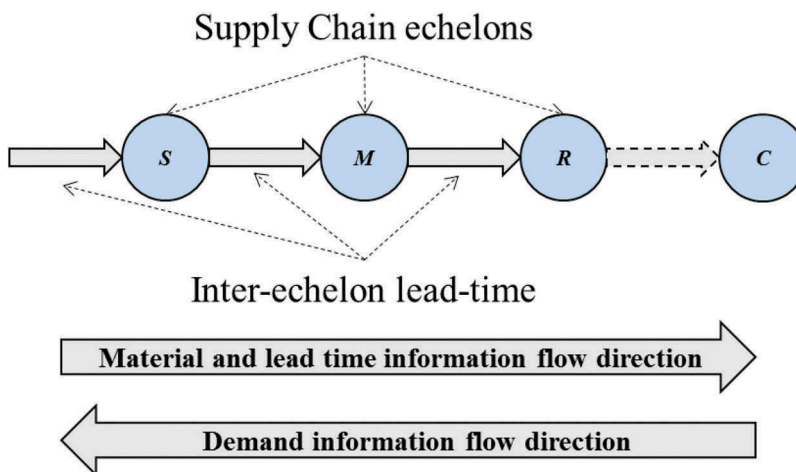 Supply Chain echelons
S M R C
Inter-echelon lead-time
Material and lead time information flow direction
Demand information flow direction